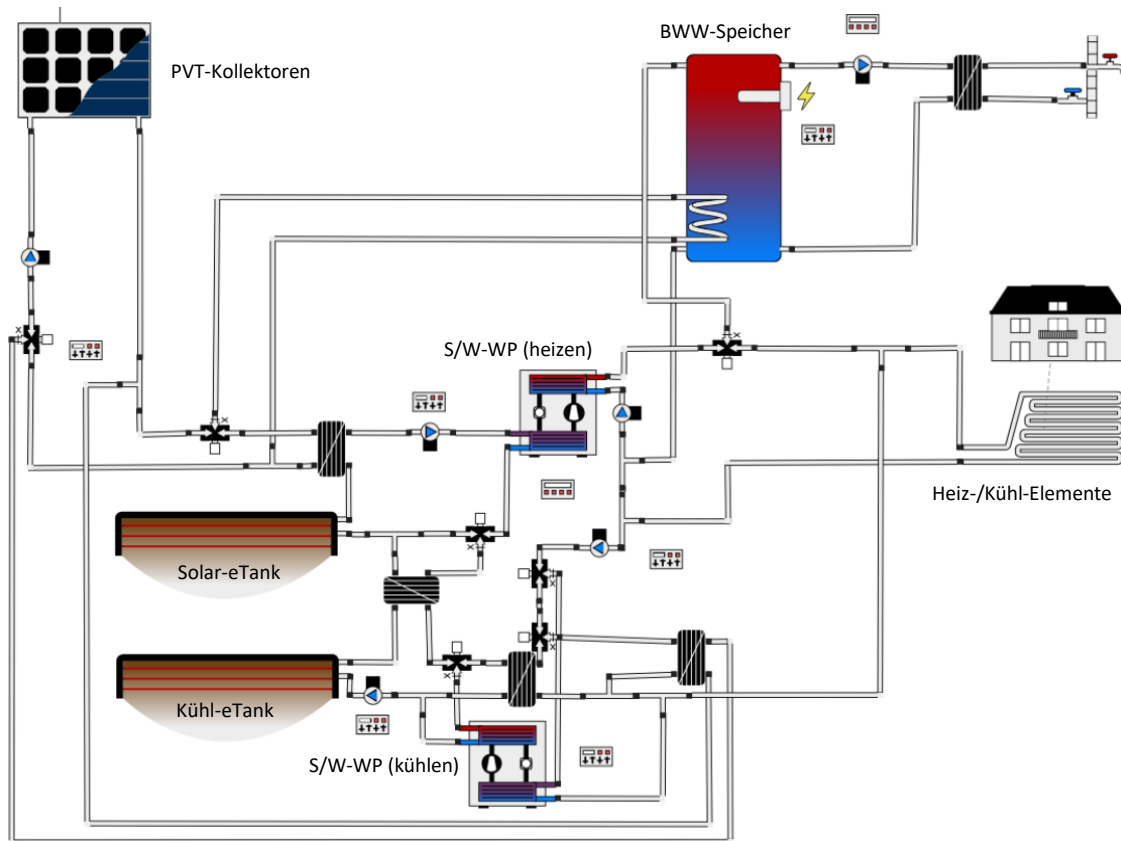 BWW-Speicher
PVT-Kollektoren
S/W-WP (heizen)
Heiz-/Kühl-Elemente
Solar-eTank
Kühl-eTank
S/W-WP (kühlen)